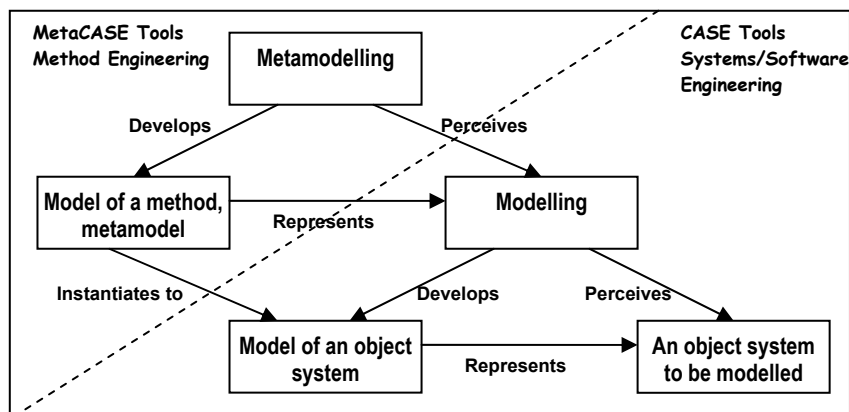 MetaCASE Tools
Method Engineering
CASE Tools
Systems/Software
Engineering
Metamodelling
Develops
Perceives
Model of a method,
metamodel
Represents
Modelling
Instantiates to
Develops
Perceives
Model of an object
system
Represents
An object system
to be modelled